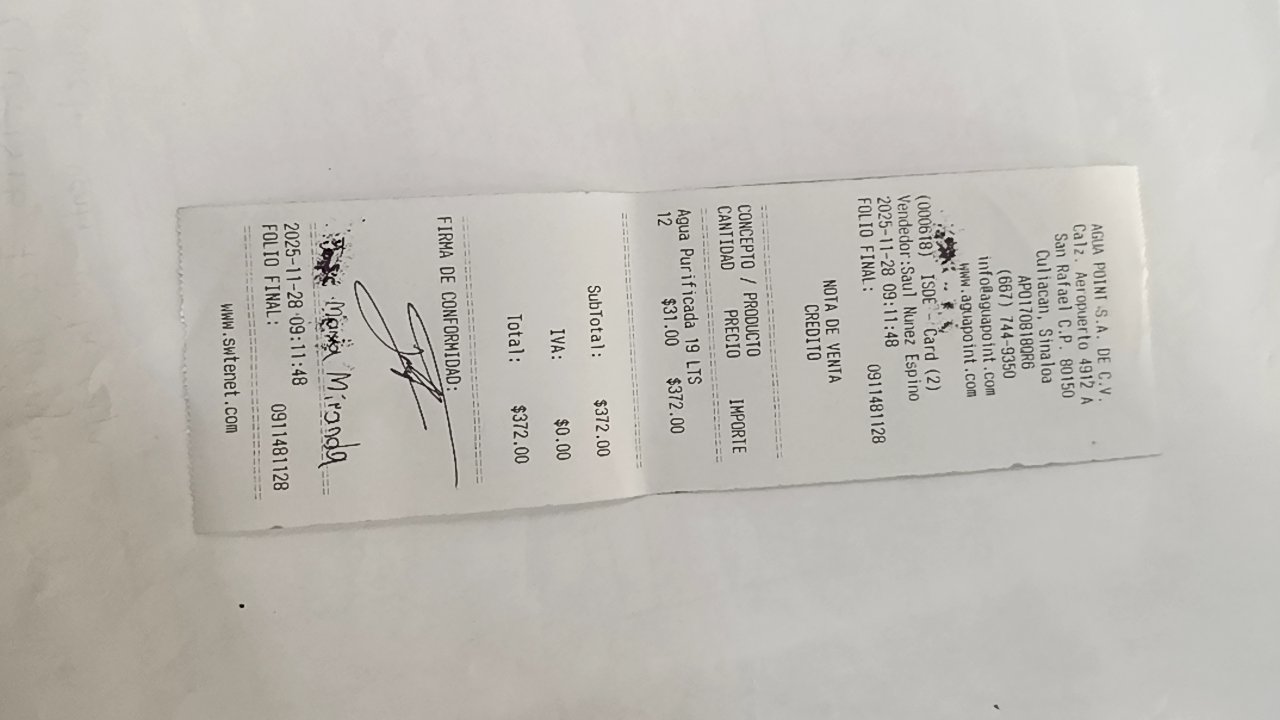 AGUA POINT S.A. DE C.V.
Calz. Aeropuerto 4912 A
San Rafael C.P. 80150
Culiacan, Sinaloa
APO170818OR6
(667) 744-9350
info@aguapoint.com
www.aguapoint.com
(000618) ISDE Card (2)
Vendedor:Saul Nunez Espino
2025-11-28 09:11:48
FOLIO FINAL: 0911481128
NOTA DE VENTA
CREDITO
CONCEPTO / PRODUCTO
CANTIDAD PRECIO IMPORTE
Agua Purificada 19 LTS
12 $31.00 $372.00
SubTotal: $372.00
IVA: $0.00
Total: $372.00
FIRMA DE CONFORMIDAD:
Maria Miranda
2025-11-28 09:11:48
FOLIO FINAL: 0911481128
www.swtenet.com